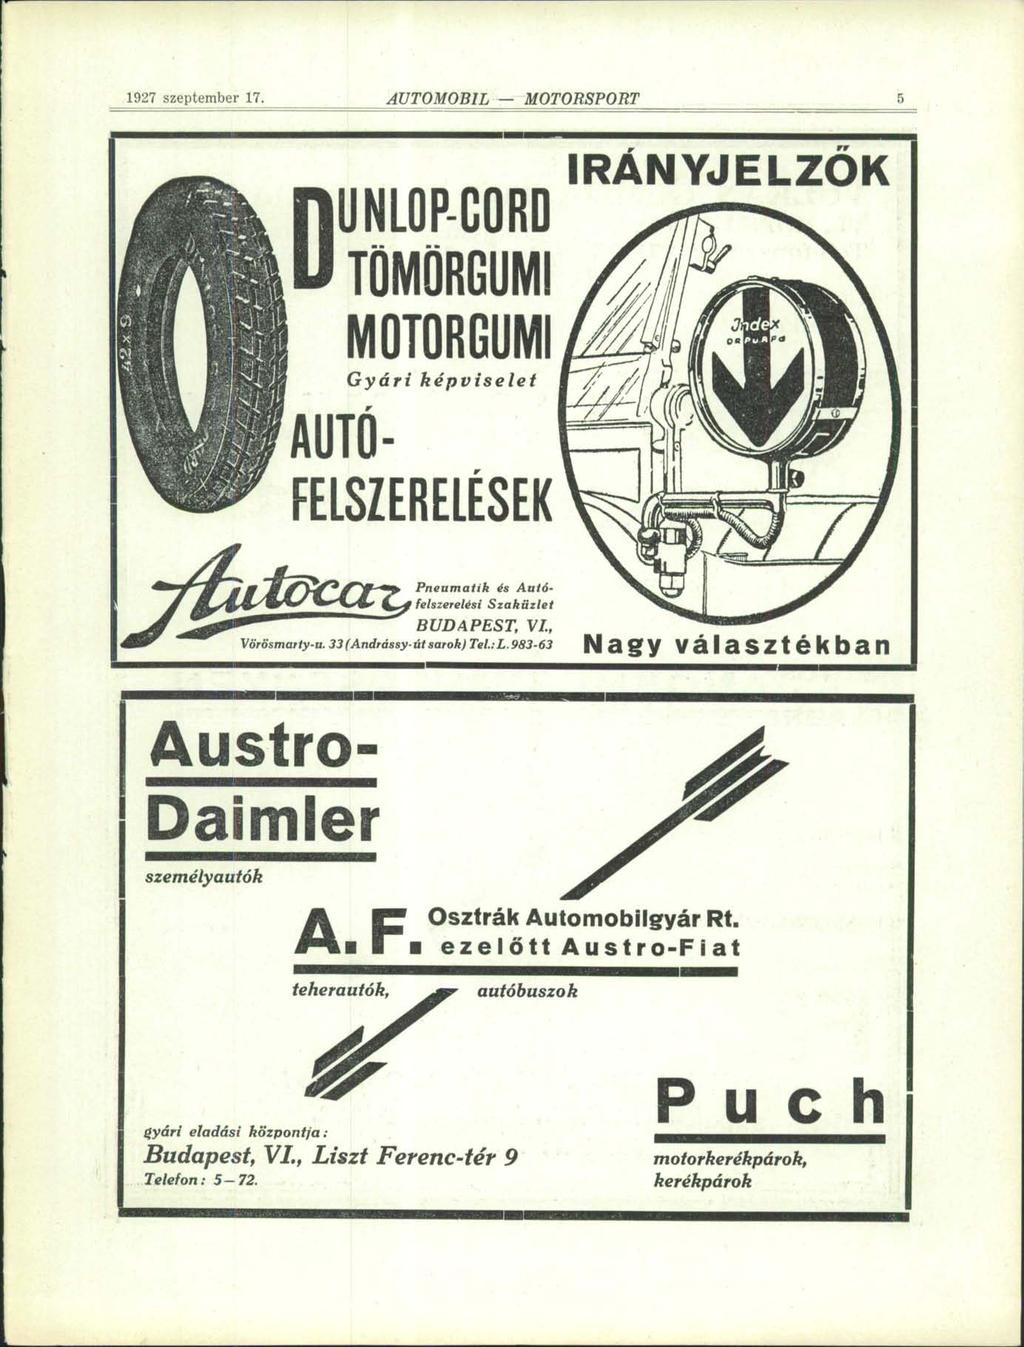 1927 szeptember 17. AUTOMOBIL — MOTORSPORT 5
42x9
DUNLOP-CORD
TÖMÖRGUMI
MOTORGUMI
Gyári képviselet
AUTÓ-
FELSZERELÉSEK
Autocar
Pneumatik és Autó-
felszerelési Szaküzlet
BUDAPEST, VI.,
Vörösmarty-u. 33 (Andrássy-út sarok) Tel.: L. 983-63
IRÁNYJELZŐK
Index
Nagy választékban
Austro-
Daimler
személyautók
A. F. Osztrák Automobilgyár Rt.
ezelőtt Austro-Fiat
teherautók, autóbuszok
Puch
motorkerékpárok,
kerékpárok
gyári eladási központja:
Budapest, VI., Liszt Ferenc-tér 9
Telefon: 5—72.